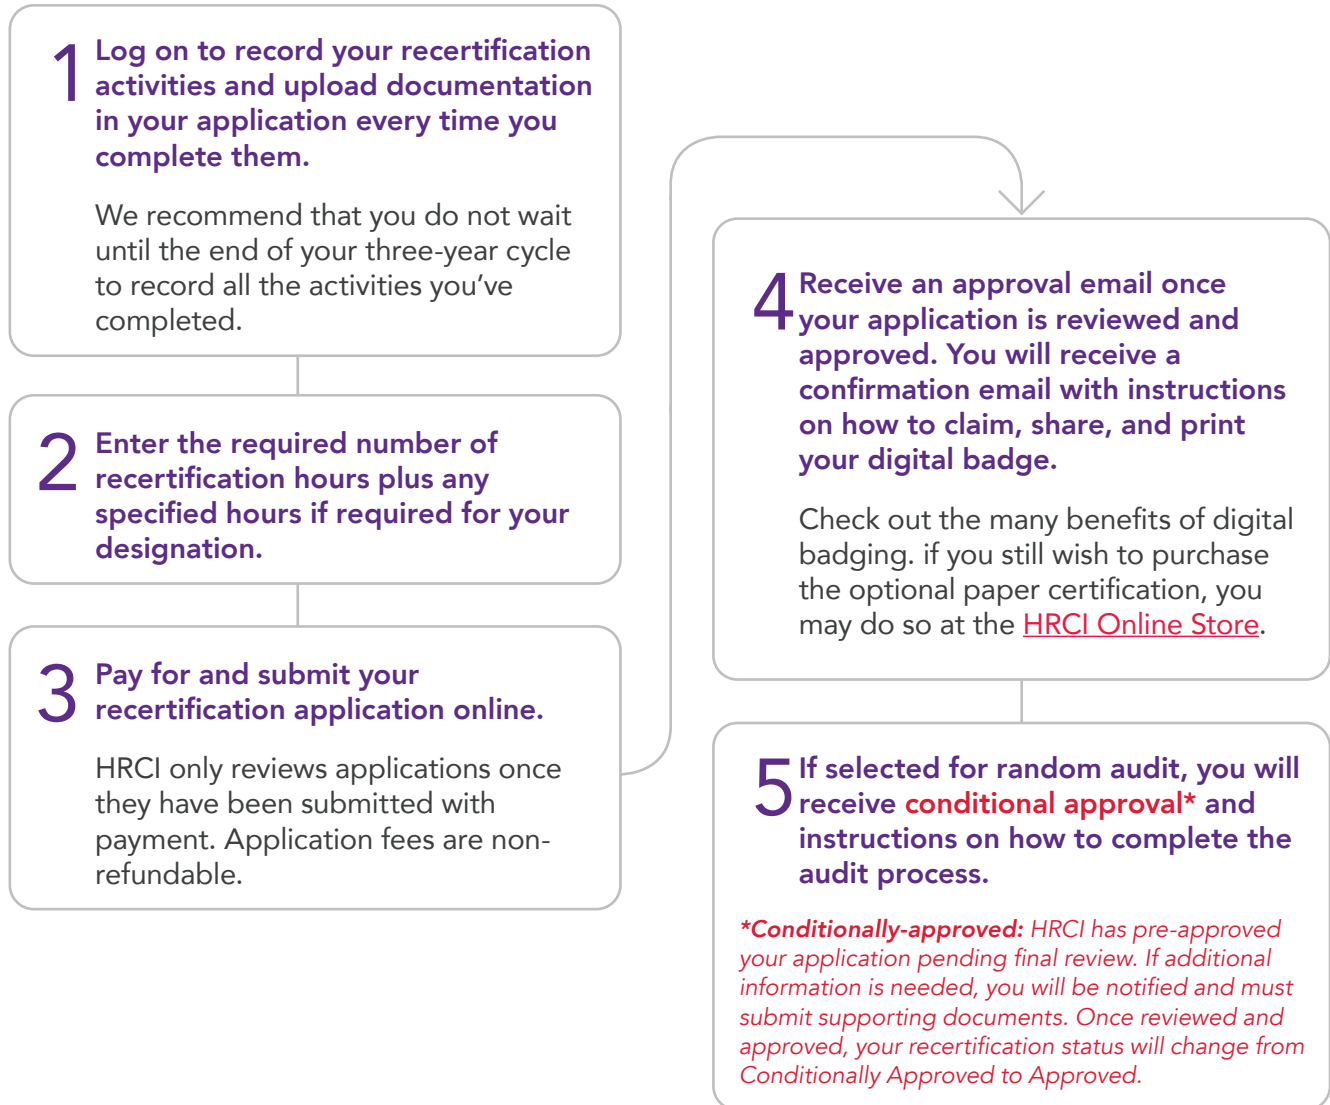 1
Log on to record your recertification
activities and upload documentation
in your application every time you
complete them.
We recommend that you do not wait
until the end of your three-year cycle
to record all the activities you’ve
completed.
2
Enter the required number of
recertification hours plus any
specified hours if required for your
designation.
3
Pay for and submit your
recertification application online.
HRCI only reviews applications once
they have been submitted with
payment. Application fees are non-
refundable.
4
Receive an approval email once
your application is reviewed and
approved. You will receive a
confirmation email with instructions
on how to claim, share, and print
your digital badge.
Check out the many benefits of digital
badging. if you still wish to purchase
the optional paper certification, you
may do so at the HRCI Online Store.
5
If selected for random audit, you will
receive conditional approval* and
instructions on how to complete the
audit process.
*Conditionally-approved: HRCI has pre-approved
your application pending final review. If additional
information is needed, you will be notified and must
submit supporting documents. Once reviewed and
approved, your recertification status will change from
Conditionally Approved to Approved.